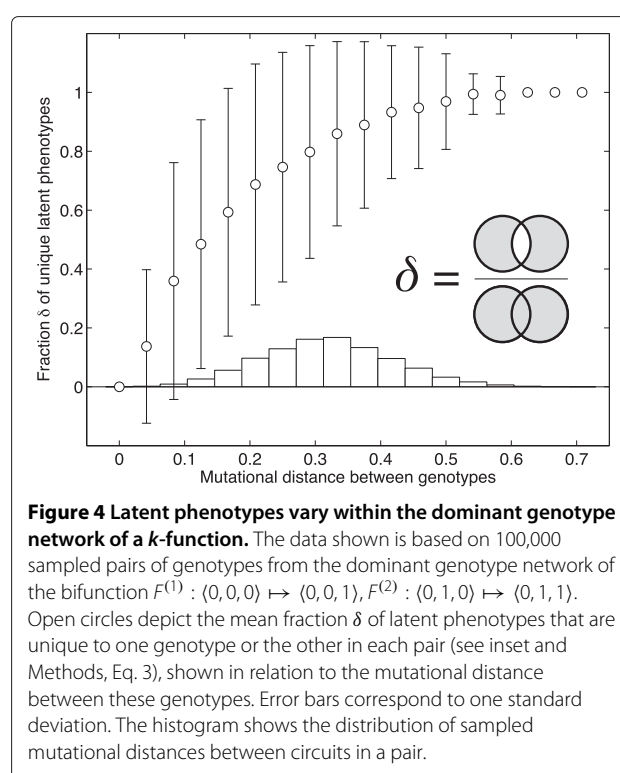 Fraction δ of unique latent phenotypes
1
0.8
0.6
0.4
0.2
0
δ =
0 0.1 0.2 0.3 0.4 0.5 0.6 0.7
Mutational distance between genotypes
Figure 4 Latent phenotypes vary within the dominant genotype
network of a k-function. The data shown is based on 100,000
sampled pairs of genotypes from the dominant genotype network of
the bifunction F⁽¹⁾ : ⟨0, 0, 0⟩ ↦ ⟨0, 0, 1⟩, F⁽²⁾ : ⟨0, 1, 0⟩ ↦ ⟨0, 1, 1⟩.
Open circles depict the mean fraction δ of latent phenotypes that are
unique to one genotype or the other in each pair (see inset and
Methods, Eq. 3), shown in relation to the mutational distance
between these genotypes. Error bars correspond to one standard
deviation. The histogram shows the distribution of sampled
mutational distances between circuits in a pair.